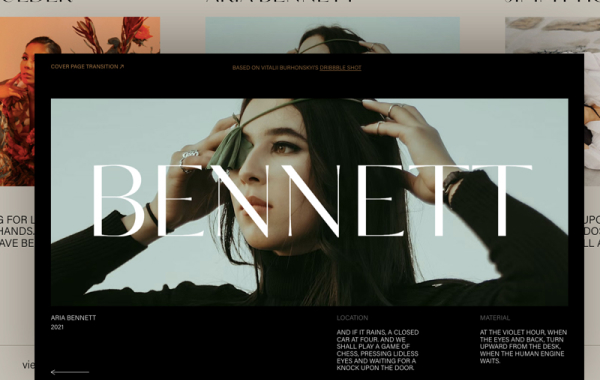 ARIA BENNETT
COVER PAGE TRANSITION ↗
BASED ON VITALII BURHONSKYI'S DRIBBBLE SHOT
BENNETT
ARIA BENNETT
2021
LOCATION
AND IF IT RAINS, A CLOSED
CAR AT FOUR. AND WE
SHALL PLAY A GAME OF
CHESS, PRESSING LIDLESS
EYES AND WAITING FOR A
KNOCK UPON THE DOOR.
MATERIAL
AT THE VIOLET HOUR, WHEN
THE EYES AND BACK, TURN
UPWARD FROM THE DESK,
WHEN THE HUMAN ENGINE
WAITS.
G FOR
HANDS.
AVE BE
vie